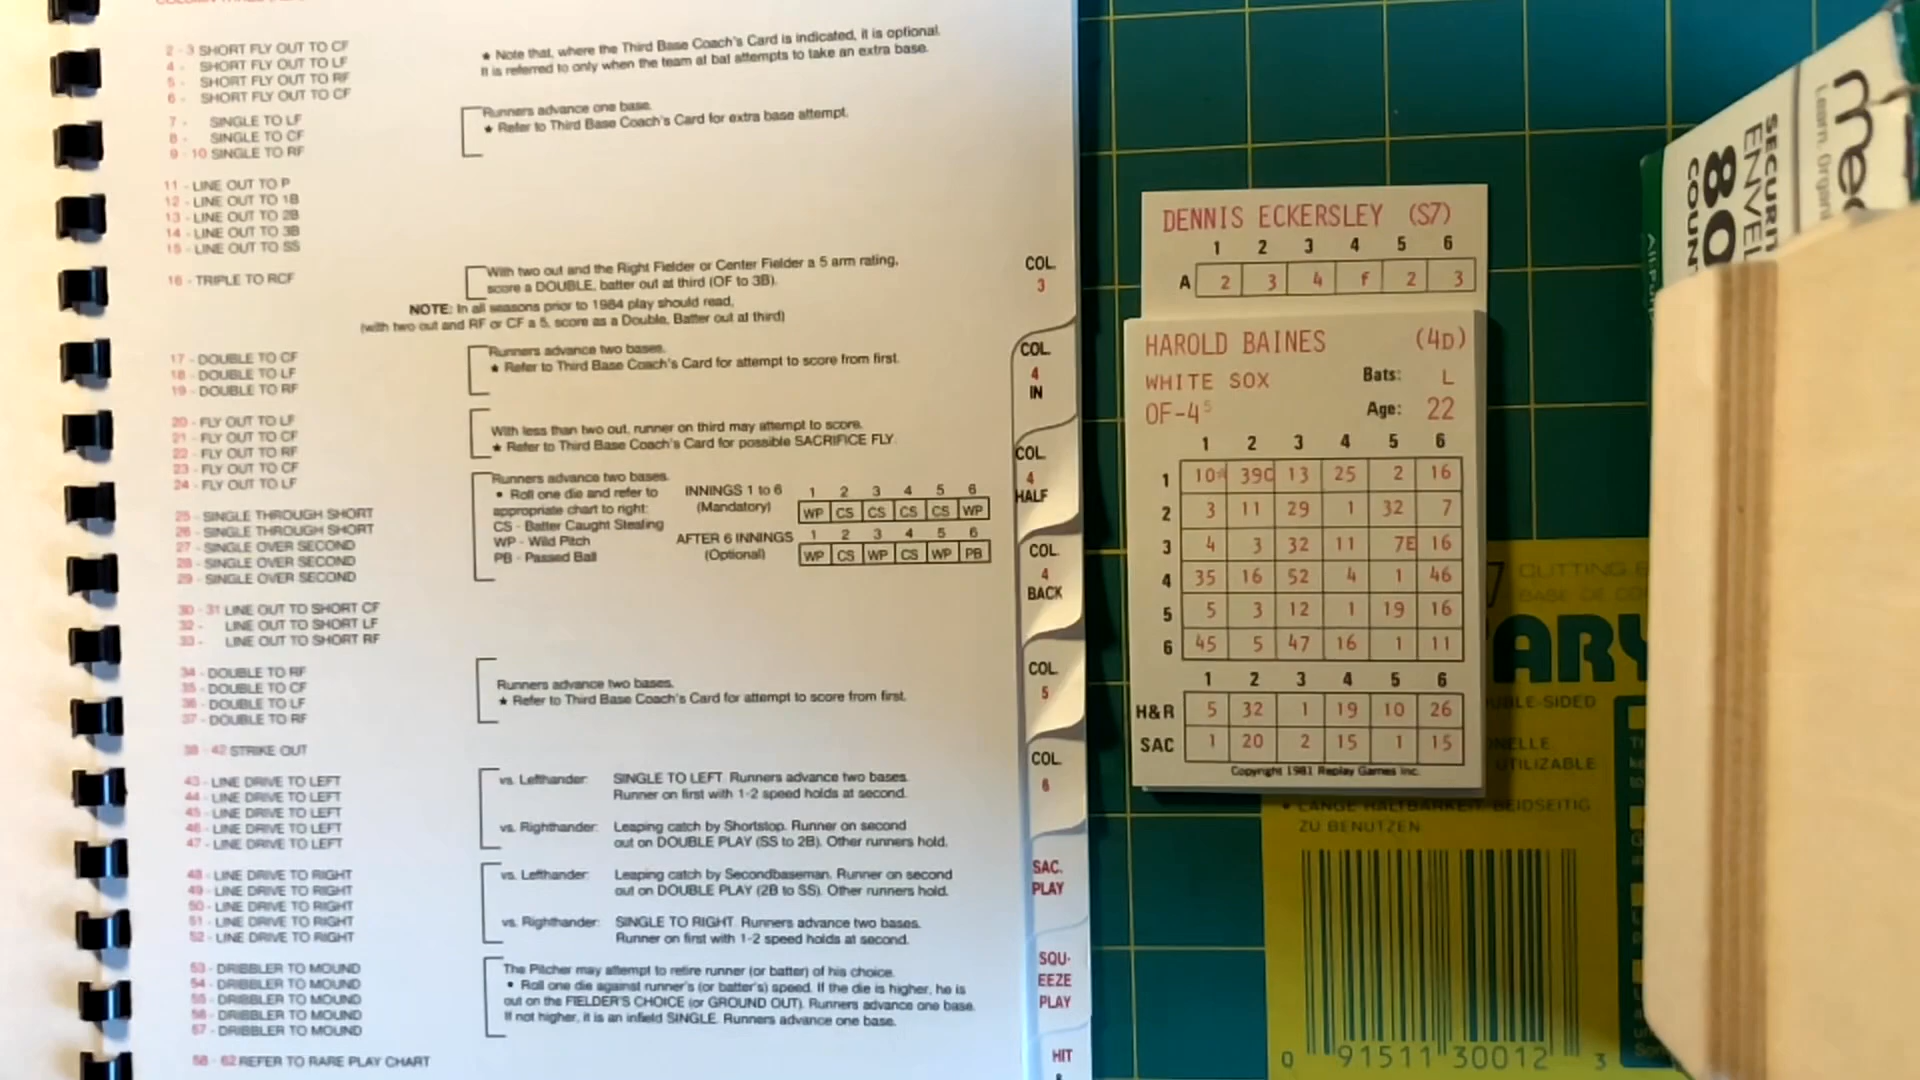 2 - 3 SHORT FLY OUT TO CF
4 - SHORT FLY OUT TO LF
5 - SHORT FLY OUT TO RF
6 - SHORT FLY OUT TO CF
★ Note that, where the Third Base Coach's Card is indicated, it is optional.
It is referred to only when the team at bat attempts to take an extra base.
7 - SINGLE TO LF
8 - SINGLE TO CF
9 - 10 SINGLE TO RF
Runners advance one base.
★ Refer to Third Base Coach's Card for extra base attempt.
11 - LINE OUT TO P
12 - LINE OUT TO 1B
13 - LINE OUT TO 2B
14 - LINE OUT TO 3B
15 - LINE OUT TO SS
16 - TRIPLE TO RCF
With two out and the Right Fielder or Center Fielder a 5 arm rating,
score a DOUBLE, batter out at third (OF to 3B).
NOTE: In all seasons prior to 1984 play should read,
(with two out and RF or CF a 5, score as a Double, Batter out at third)
17 - DOUBLE TO CF
18 - DOUBLE TO LF
19 - DOUBLE TO RF
Runners advance two bases.
★ Refer to Third Base Coach's Card for attempt to score from first.
20 - FLY OUT TO LF
21 - FLY OUT TO CF
22 - FLY OUT TO RF
23 - FLY OUT TO CF
24 - FLY OUT TO LF
With less than two out, runner on third may attempt to score.
★ Refer to Third Base Coach's Card for possible SACRIFICE FLY.
25 - SINGLE THROUGH SHORT
26 - SINGLE THROUGH SHORT
27 - SINGLE OVER SECOND
28 - SINGLE OVER SECOND
29 - SINGLE OVER SECOND
Runners advance two bases.
• Roll one die and refer to
appropriate chart to right:
CS - Batter Caught Stealing
WP - Wild Pitch
PB - Passed Ball
INNINGS 1 to 6 1 2 3 4 5 6
(Mandatory) WP CS CS CS CS WP
AFTER 6 INNINGS 1 2 3 4 5 6
(Optional) WP CS WP CS WP PB
30 - 31 LINE OUT TO SHORT CF
32 - LINE OUT TO SHORT LF
33 - LINE OUT TO SHORT RF
34 - DOUBLE TO RF
35 - DOUBLE TO CF
36 - DOUBLE TO LF
37 - DOUBLE TO RF
Runners advance two bases.
★ Refer to Third Base Coach's Card for attempt to score from first.
38 - 42 STRIKE OUT
43 - LINE DRIVE TO LEFT
44 - LINE DRIVE TO LEFT
45 - LINE DRIVE TO LEFT
46 - LINE DRIVE TO LEFT
47 - LINE DRIVE TO LEFT
vs. Lefthander: SINGLE TO LEFT. Runners advance two bases.
Runner on first with 1-2 speed holds at second.
vs. Righthander: Leaping catch by Shortstop. Runner on second
out on DOUBLE PLAY (SS to 2B). Other runners hold.
48 - LINE DRIVE TO RIGHT
49 - LINE DRIVE TO RIGHT
50 - LINE DRIVE TO RIGHT
51 - LINE DRIVE TO RIGHT
52 - LINE DRIVE TO RIGHT
vs. Lefthander: Leaping catch by Secondbaseman. Runner on second
out on DOUBLE PLAY (2B to SS). Other runners hold.
vs. Righthander: SINGLE TO RIGHT. Runners advance two bases.
Runner on first with 1-2 speed holds at second.
53 - DRIBBLER TO MOUND
54 - DRIBBLER TO MOUND
55 - DRIBBLER TO MOUND
56 - DRIBBLER TO MOUND
57 - DRIBBLER TO MOUND
The Pitcher may attempt to retire runner (or batter) of his choice.
• Roll one die against runner's (or batter's) speed. If the die is higher, he is
out on the FIELDER'S CHOICE (or GROUND OUT). Runners advance one base.
If not higher, it is an infield SINGLE. Runners advance one base.
58 - 62 REFER TO RARE PLAY CHART
COL.
3
COL.
4
IN
COL.
4
HALF
COL.
4
BACK
COL.
5
COL.
6
SAC.
PLAY
SQU-
EEZE
PLAY
HIT
&
DENNIS ECKERSLEY (S7)
1 2 3 4 5 6
A 2 3 4 f 2 3
HAROLD BAINES (4D)
WHITE SOX Bats: L
OF-4 5 Age: 22
1 2 3 4 5 6
1 10 39C 13 25 2 16
2 3 11 29 1 32 7
3 4 3 32 11 7E 16
4 35 16 52 4 1 46
5 5 3 12 1 19 16
6 45 5 47 16 1 11
1 2 3 4 5 6
H&R 5 32 1 19 10 26
SAC 1 20 2 15 1 15
Copyright 1981 Replay Games Inc.
SECURI
ENVEL
80
COUN
Learn. Organi
CUTTING
BASE DE CO
ARY
BLE-SIDED
NELLE
UTILIZABLE
• LANGE HALTBARKEIT BEIDSEITIG
ZU BENUTZEN
0 91511 30012 3